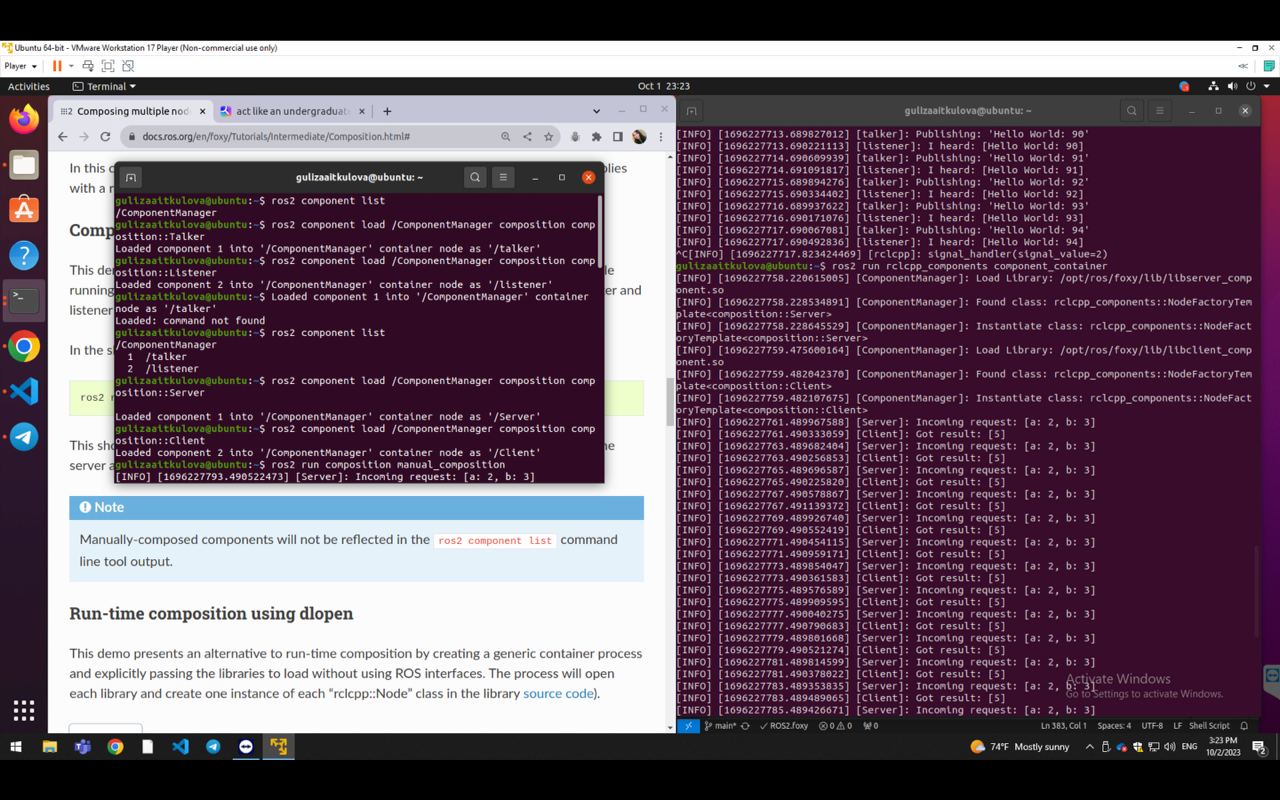 Ubuntu 64-bit - VMware Workstation 17 Player (Non-commercial use only)
Player
Activities
Terminal
Oct 1 23:23
Composing multiple nod
act like an undergraduat
docs.ros.org/en/foxy/Tutorials/Intermediate/Composition.html#
In this c
plies
with a r
Comp
This dem
le
running
er and
listener
In the s
ros2 r
This sho
he
server a
gulizaaitkulova@ubuntu: ~
gulizaaitkulova@ubuntu:~$ ros2 component list
/ComponentManager
gulizaaitkulova@ubuntu:~$ ros2 component load /ComponentManager composition comp
osition::Talker
Loaded component 1 into '/ComponentManager' container node as '/talker'
gulizaaitkulova@ubuntu:~$ ros2 component load /ComponentManager composition comp
osition::Listener
Loaded component 2 into '/ComponentManager' container node as '/listener'
gulizaaitkulova@ubuntu:~$ Loaded component 1 into '/ComponentManager' container
node as '/talker'
Loaded: command not found
gulizaaitkulova@ubuntu:~$ ros2 component list
/ComponentManager
1 /talker
2 /listener
gulizaaitkulova@ubuntu:~$ ros2 component load /ComponentManager composition comp
osition::Server
Loaded component 1 into '/ComponentManager' container node as '/Server'
gulizaaitkulova@ubuntu:~$ ros2 component load /ComponentManager composition comp
osition::Client
Loaded component 2 into '/ComponentManager' container node as '/Client'
gulizaaitkulova@ubuntu:~$ ros2 run composition manual_composition
[INFO] [1696227793.490522473] [Server]: Incoming request: [a: 2, b: 3]
Note
Manually-composed components will not be reflected in the ros2 component list command
line tool output.
Run-time composition using dlopen
This demo presents an alternative to run-time composition by creating a generic container process
and explicitly passing the libraries to load without using ROS interfaces. The process will open
each library and create one instance of each “rclcpp::Node” class in the library source code).
gulizaaitkulova@ubuntu: ~
[INFO] [1696227713.689827012] [talker]: Publishing: 'Hello World: 90'
[INFO] [1696227713.690221113] [listener]: I heard: [Hello World: 90]
[INFO] [1696227714.690609939] [talker]: Publishing: 'Hello World: 91'
[INFO] [1696227714.691091817] [listener]: I heard: [Hello World: 91]
[INFO] [1696227715.689894276] [talker]: Publishing: 'Hello World: 92'
[INFO] [1696227715.690334402] [listener]: I heard: [Hello World: 92]
[INFO] [1696227716.689937622] [talker]: Publishing: 'Hello World: 93'
[INFO] [1696227716.690171076] [listener]: I heard: [Hello World: 93]
[INFO] [1696227717.690067081] [talker]: Publishing: 'Hello World: 94'
[INFO] [1696227717.690492836] [listener]: I heard: [Hello World: 94]
^C[INFO] [1696227717.823424469] [rclcpp]: signal_handler(signal_value=2)
gulizaaitkulova@ubuntu:~$ ros2 run rclcpp_components component_container
[INFO] [1696227758.220815005] [ComponentManager]: Load Library: /opt/ros/foxy/lib/libserver_comp
onent.so
[INFO] [1696227758.228534891] [ComponentManager]: Found class: rclcpp_components::NodeFactoryTem
plate<composition::Server>
[INFO] [1696227758.228645529] [ComponentManager]: Instantiate class: rclcpp_components::NodeFact
oryTemplate<composition::Server>
[INFO] [1696227759.475600164] [ComponentManager]: Load Library: /opt/ros/foxy/lib/libclient_comp
onent.so
[INFO] [1696227759.482042370] [ComponentManager]: Found class: rclcpp_components::NodeFactoryTem
plate<composition::Client>
[INFO] [1696227759.482107675] [ComponentManager]: Instantiate class: rclcpp_components::NodeFact
oryTemplate<composition::Client>
[INFO] [1696227761.489967588] [Server]: Incoming request: [a: 2, b: 3]
[INFO] [1696227761.490333059] [Client]: Got result: [5]
[INFO] [1696227763.489682404] [Server]: Incoming request: [a: 2, b: 3]
[INFO] [1696227763.490256853] [Client]: Got result: [5]
[INFO] [1696227765.489696587] [Server]: Incoming request: [a: 2, b: 3]
[INFO] [1696227765.490225820] [Client]: Got result: [5]
[INFO] [1696227767.490578867] [Server]: Incoming request: [a: 2, b: 3]
[INFO] [1696227767.491139372] [Client]: Got result: [5]
[INFO] [1696227769.489926740] [Server]: Incoming request: [a: 2, b: 3]
[INFO] [1696227769.490552419] [Client]: Got result: [5]
[INFO] [1696227771.490454115] [Server]: Incoming request: [a: 2, b: 3]
[INFO] [1696227771.490959171] [Client]: Got result: [5]
[INFO] [1696227773.489854047] [Server]: Incoming request: [a: 2, b: 3]
[INFO] [1696227773.490361583] [Client]: Got result: [5]
[INFO] [1696227775.489576589] [Server]: Incoming request: [a: 2, b: 3]
[INFO] [1696227775.489909595] [Client]: Got result: [5]
[INFO] [1696227777.490040275] [Server]: Incoming request: [a: 2, b: 3]
[INFO] [1696227777.490790683] [Client]: Got result: [5]
[INFO] [1696227779.489801668] [Server]: Incoming request: [a: 2, b: 3]
[INFO] [1696227779.490521274] [Client]: Got result: [5]
[INFO] [1696227781.489814599] [Server]: Incoming request: [a: 2, b: 3]
[INFO] [1696227781.490378022] [Client]: Got result: [5]
[INFO] [1696227783.489353835] [Server]: Incoming request: [a: 2, b: 3]
[INFO] [1696227783.489489065] [Client]: Got result: [5]
[INFO] [1696227785.489426671] [Server]: Incoming request: [a: 2, b: 3]
Activate Windows
Go to Settings to activate Windows.
main*
ROS2.foxy
0
0
0
Ln 383, Col 1
Spaces: 4
UTF-8
LF
Shell Script
74°F Mostly sunny
ENG
3:23 PM
10/2/2023
2